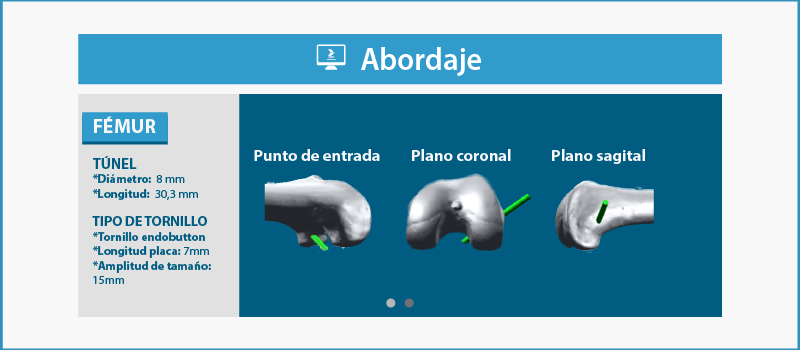 Abordaje
FÉMUR
TÚNEL
*Diámetro: 8 mm
*Longitud: 30,3 mm
TIPO DE TORNILLO
*Tornillo endobutton
*Longitud placa: 7mm
*Amplitud de tamaño:
15mm
Punto de entrada
Plano coronal
Plano sagital